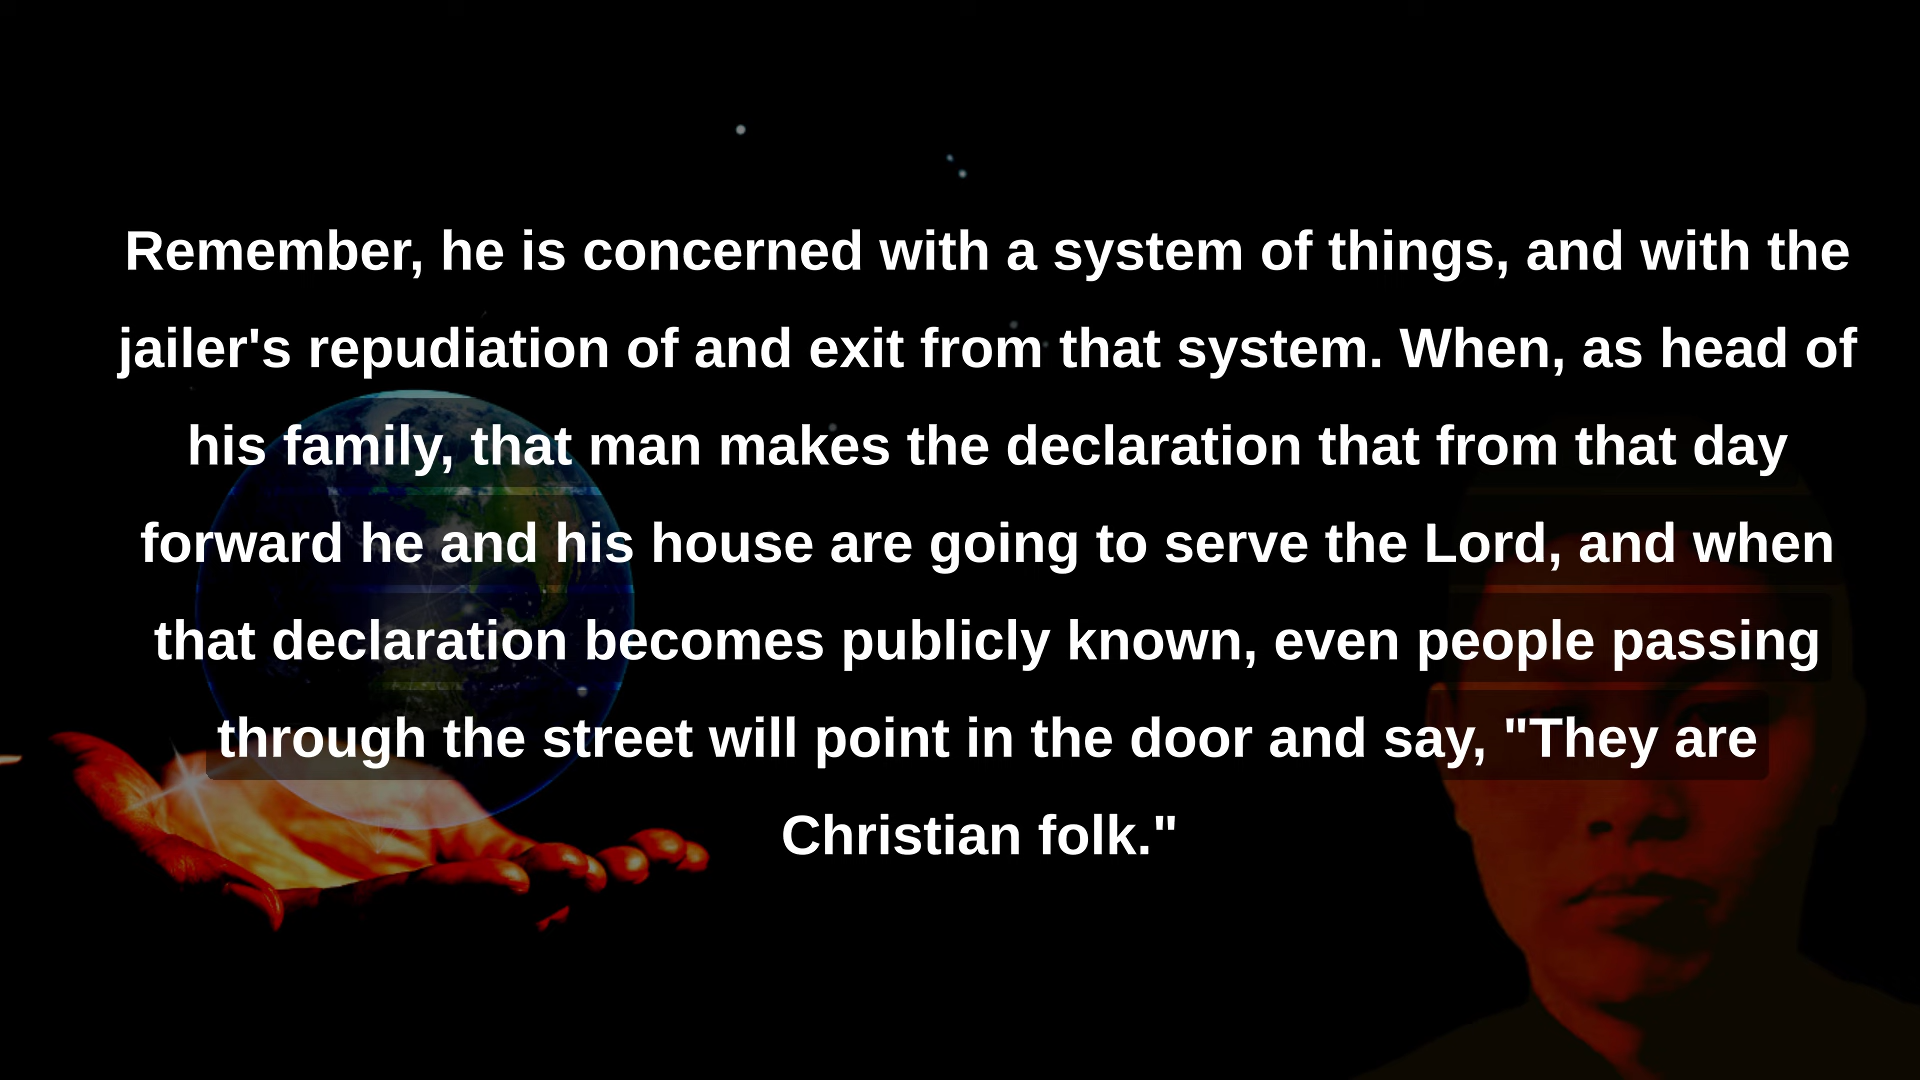 Remember, he is concerned with a system of things, and with the
jailer's repudiation of and exit from that system. When, as head of
his family, that man makes the declaration that from that day
forward he and his house are going to serve the Lord, and when
that declaration becomes publicly known, even people passing
through the street will point in the door and say, "They are
Christian folk."